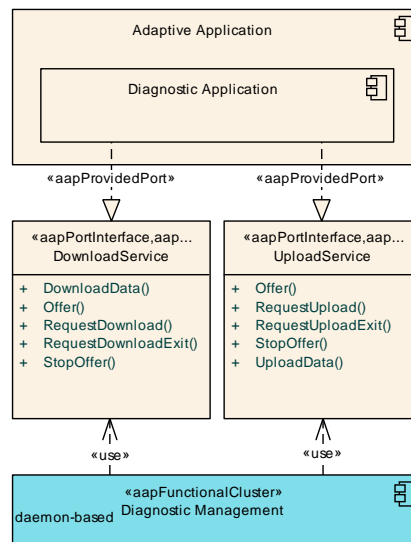 Adaptive Application
Diagnostic Application
«aapProvidedPort» «aapProvidedPort»
«aapPortInterface,aap...
DownloadService
+ DownloadData()
+ Offer()
+ RequestDownload()
+ RequestDownloadExit()
+ StopOffer()
«aapPortInterface,aap...
UploadService
+ Offer()
+ RequestUpload()
+ RequestUploadExit()
+ StopOffer()
+ UploadData()
«use» «use»
«aapFunctionalCluster»
Diagnostic Management
daemon-based